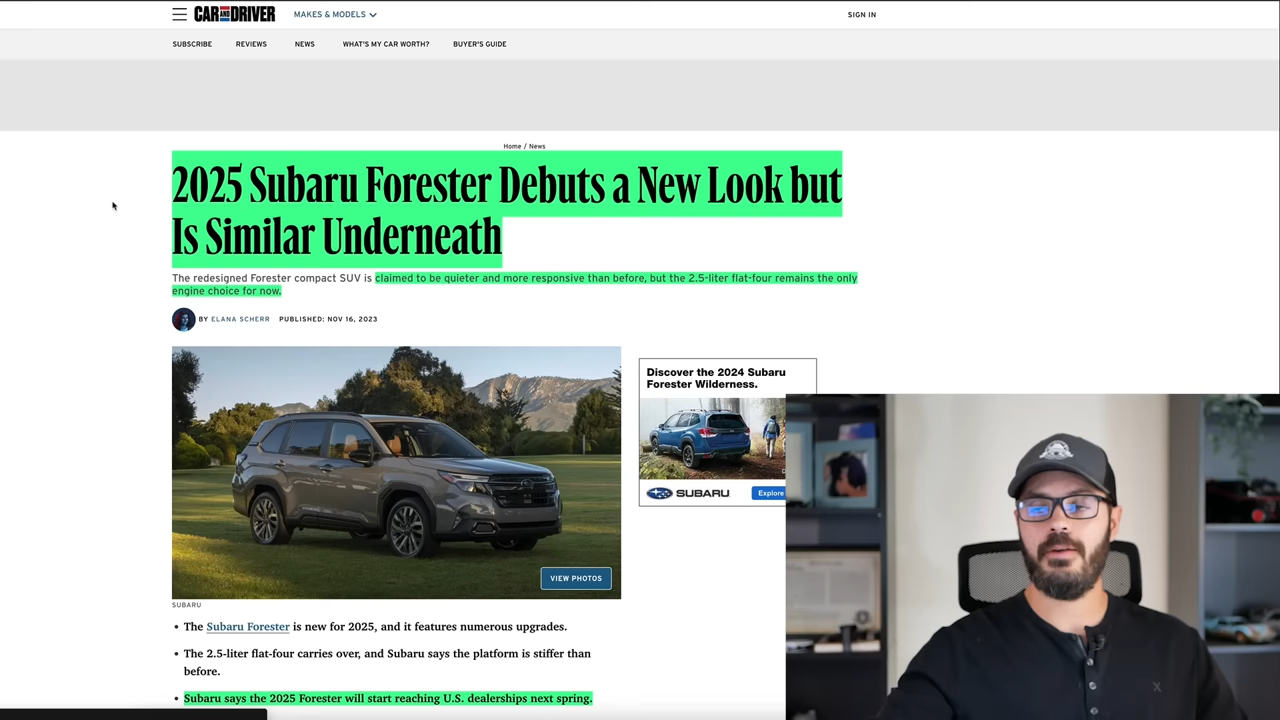 CAR AND DRIVER
MAKES & MODELS
SIGN IN
SUBSCRIBE
REVIEWS
NEWS
WHAT'S MY CAR WORTH?
BUYER'S GUIDE
Home / News
2025 Subaru Forester Debuts a New Look but
Is Similar Underneath
The redesigned Forester compact SUV is claimed to be quieter and more responsive than before, but the 2.5-liter flat-four remains the only
engine choice for now.
BY ELANA SCHERR PUBLISHED: NOV 16, 2023
VIEW PHOTOS
SUBARU
Discover the 2024 Subaru
Forester Wilderness.
SUBARU
Explore
• The Subaru Forester is new for 2025, and it features numerous upgrades.
• The 2.5-liter flat-four carries over, and Subaru says the platform is stiffer than
before.
• Subaru says the 2025 Forester will start reaching U.S. dealerships next spring.